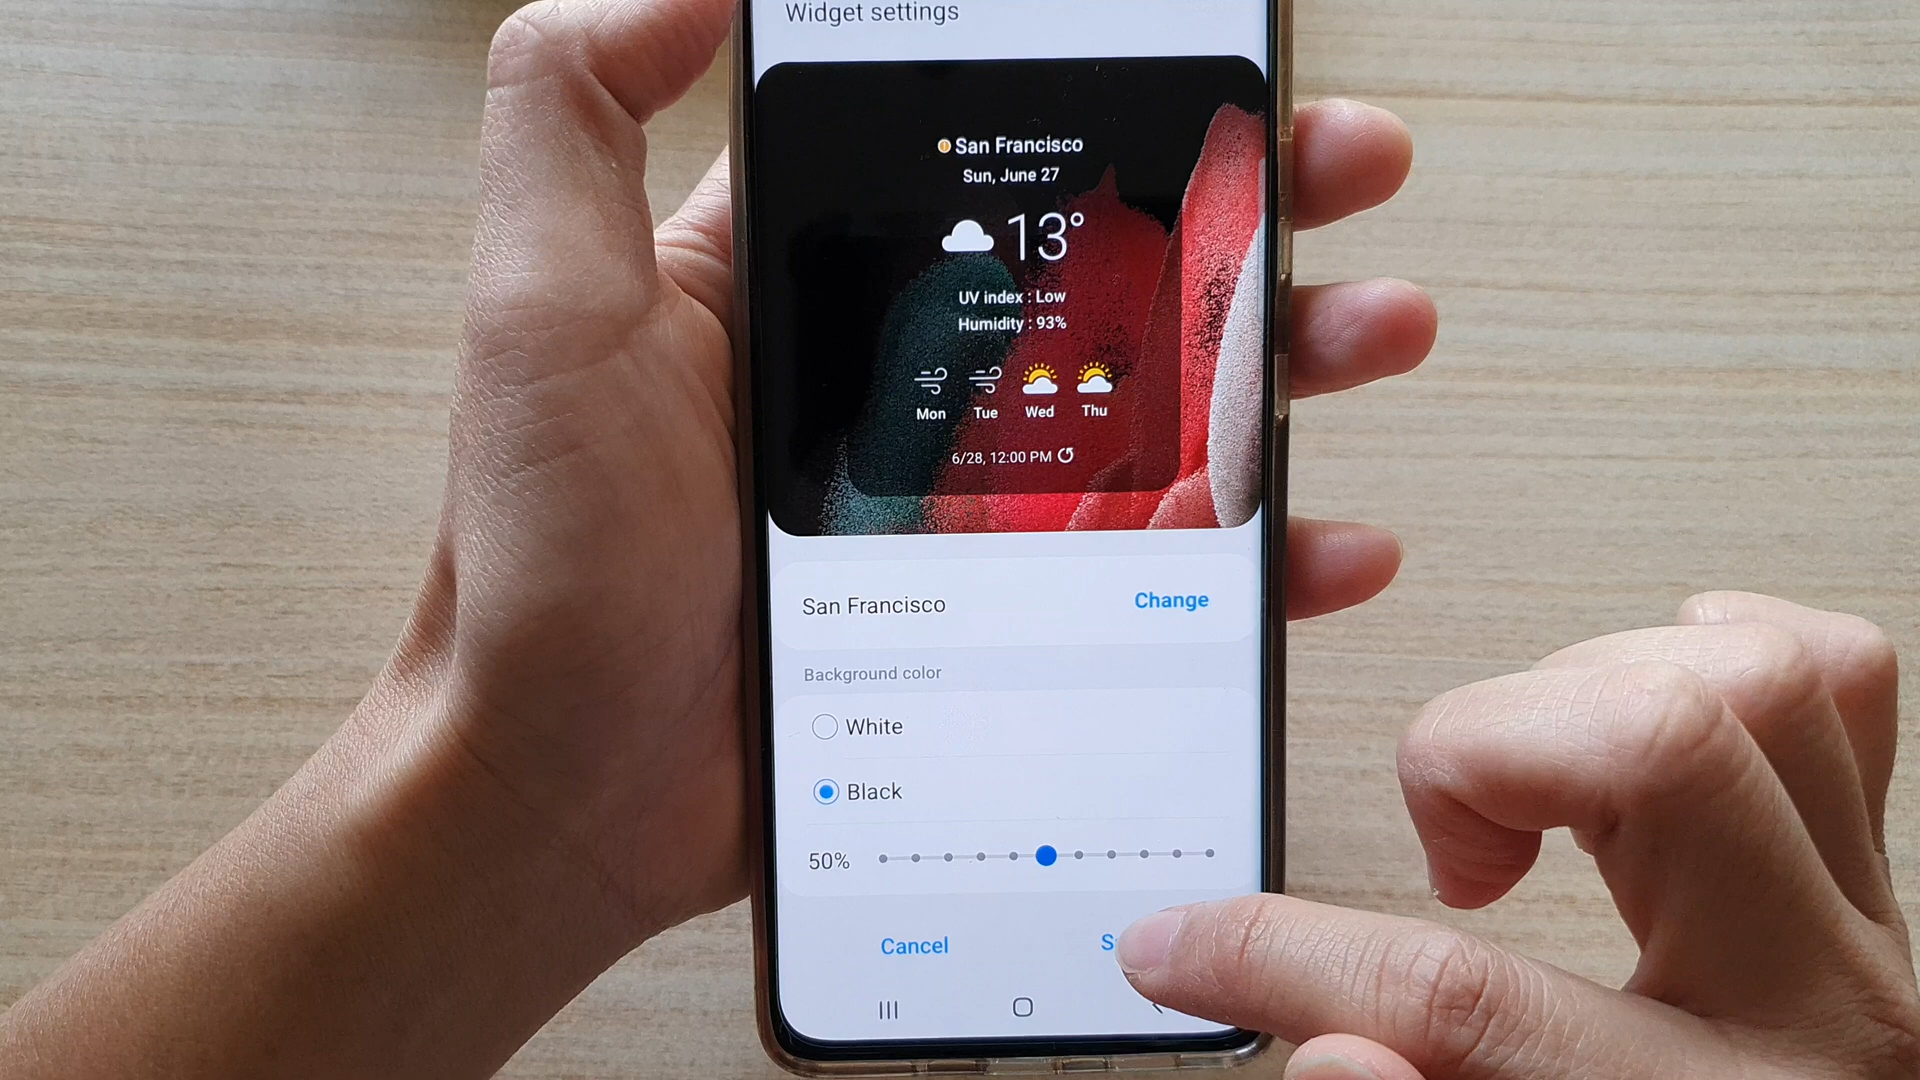 Widget settings
San Francisco
Sun, June 27
13°
UV index : Low
Humidity : 93%
Mon Tue Wed Thu
6/28, 12:00 PM
San Francisco Change
Background color
White
Black
50%
Cancel